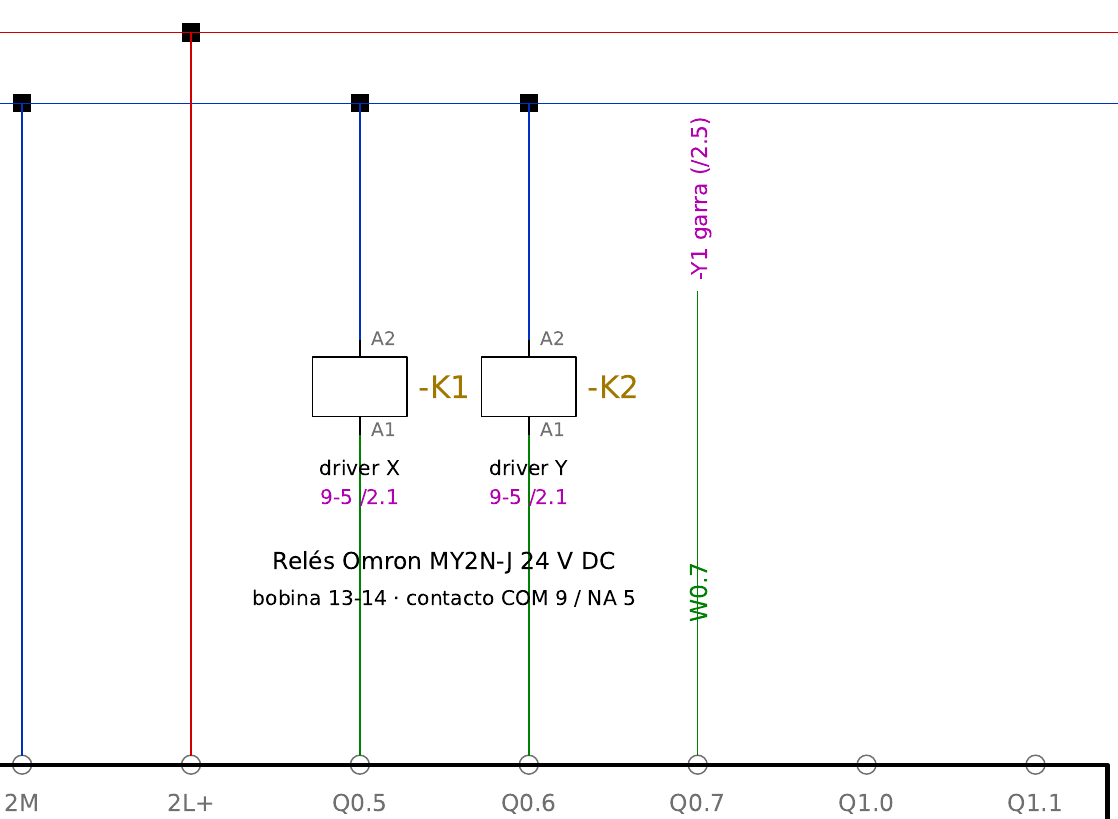 -Y1 garra (/2.5)
A2
A2
-K1
-K2
A1
A1
driver X
driver Y
9-5 /2.1
9-5 /2.1
Relés Omron MY2N-J 24 V DC
bobina 13-14 · contacto COM 9 / NA 5
W0.7
2M
2L+
Q0.5
Q0.6
Q0.7
Q1.0
Q1.1